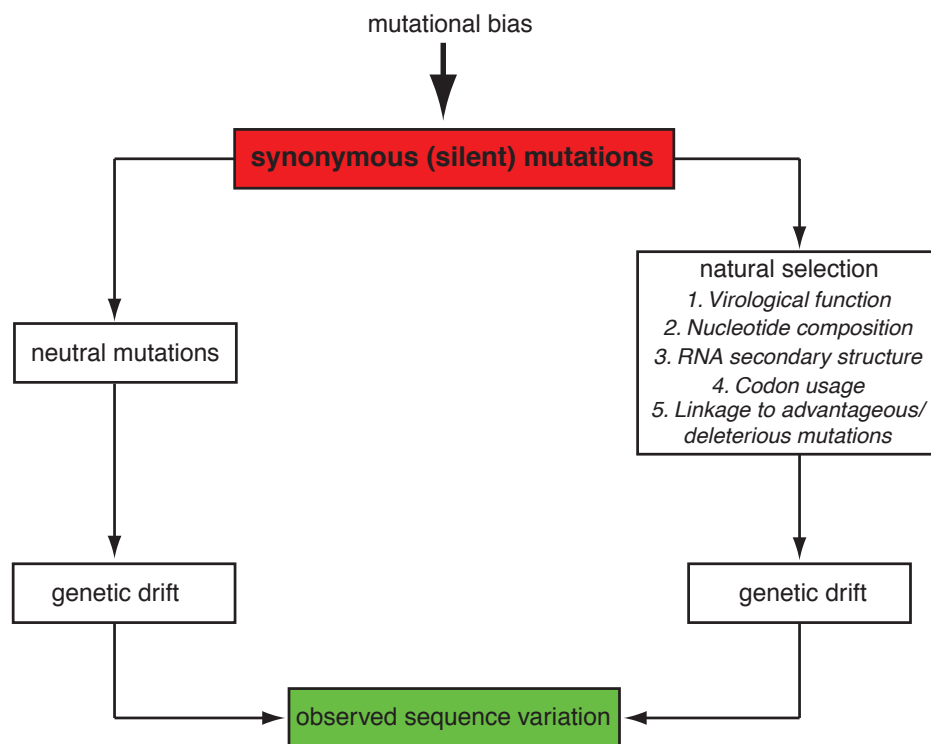 mutational bias
synonymous (silent) mutations
natural selection
1. Virological function
2. Nucleotide composition
3. RNA secondary structure
4. Codon usage
5. Linkage to advantageous/
deleterious mutations
neutral mutations
genetic drift
genetic drift
observed sequence variation